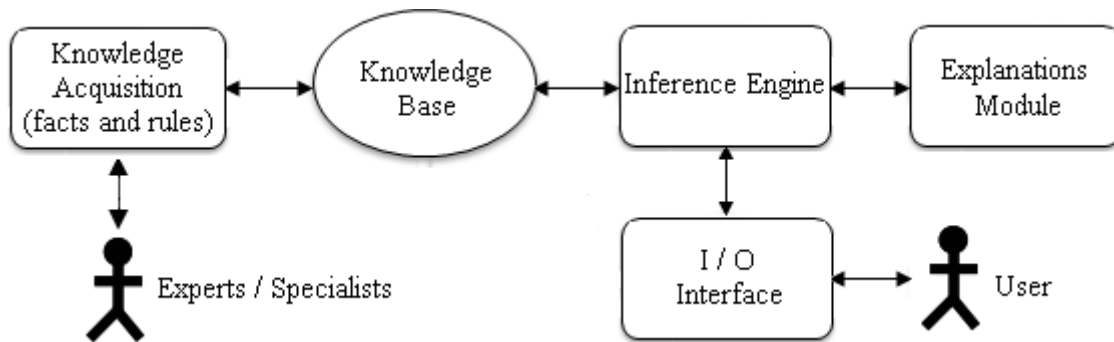 Knowledge
Acquisition
(facts and rules)
Knowledge
Base
Inference Engine
Explanations
Module
I / O
Interface
Experts / Specialists
User